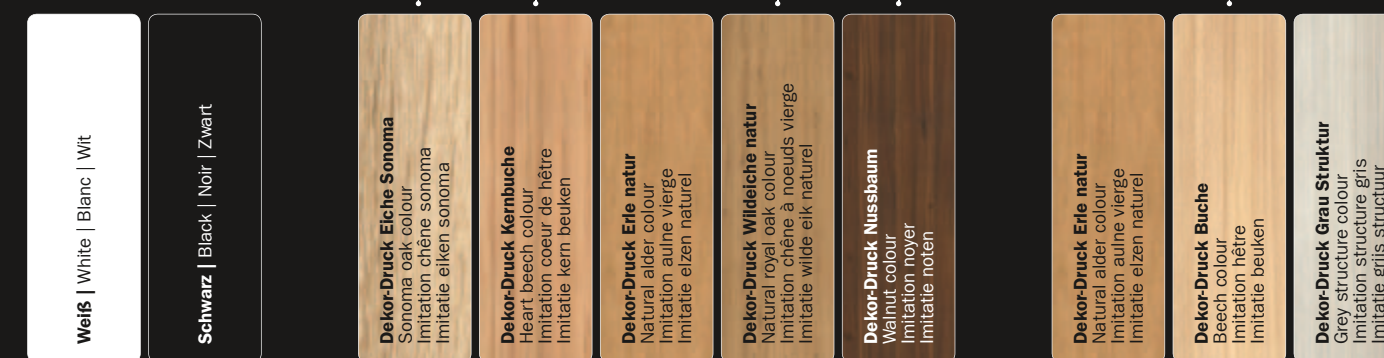 Weiß | White | Blanc | Wit
Schwarz | Black | Noir | Zwart
Dekor-Druck Eiche Sonoma
Sonoma oak colour
Imitation chêne sonoma
Imitatie eiken sonoma
Dekor-Druck Kernbuche
Heart beech colour
Imitation coeur de hêtre
Imitatie kern beuken
Dekor-Druck Erle natur
Natural alder colour
Imitation aulne vierge
Imitatie elzen naturel
Dekor-Druck Wildeiche natur
Natural royal oak colour
Imitation chêne à noeuds vierge
Imitatie wilde eik naturel
Dekor-Druck Nussbaum
Walnut colour
Imitation noyer
Imitatie noten
Dekor-Druck Erle natur
Natural alder colour
Imitation aulne vierge
Imitatie elzen naturel
Dekor-Druck Buche
Beech colour
Imitation hêtre
Imitatie beuken
Dekor-Druck Grau Struktur
Grey structure colour
Imitation structure gris
Imitatie grijs structuur